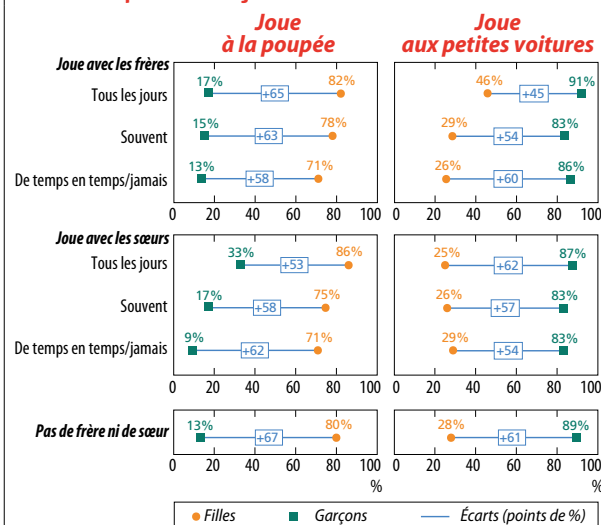 Joue
à la poupée
Joue
aux petites voitures
Joue avec les frères
Tous les jours
17%
+65
82%
46%
+45
91%
Souvent
15%
+63
78%
29%
+54
83%
De temps en temps/jamais
13%
+58
71%
26%
+60
86%
0 20 40 60 80 100
0 20 40 60 80 100
Joue avec les sœurs
Tous les jours
33%
+53
86%
25%
+62
87%
Souvent
17%
+58
75%
26%
+57
83%
De temps en temps/jamais
9%
+62
71%
29%
+54
83%
0 20 40 60 80 100
0 20 40 60 80 100
Pas de frère ni de sœur
13%
+67
80%
28%
+61
89%
0 20 40 60 80 100
0 20 40 60 80 100
%
%
Filles Garçons Écarts (points de %)